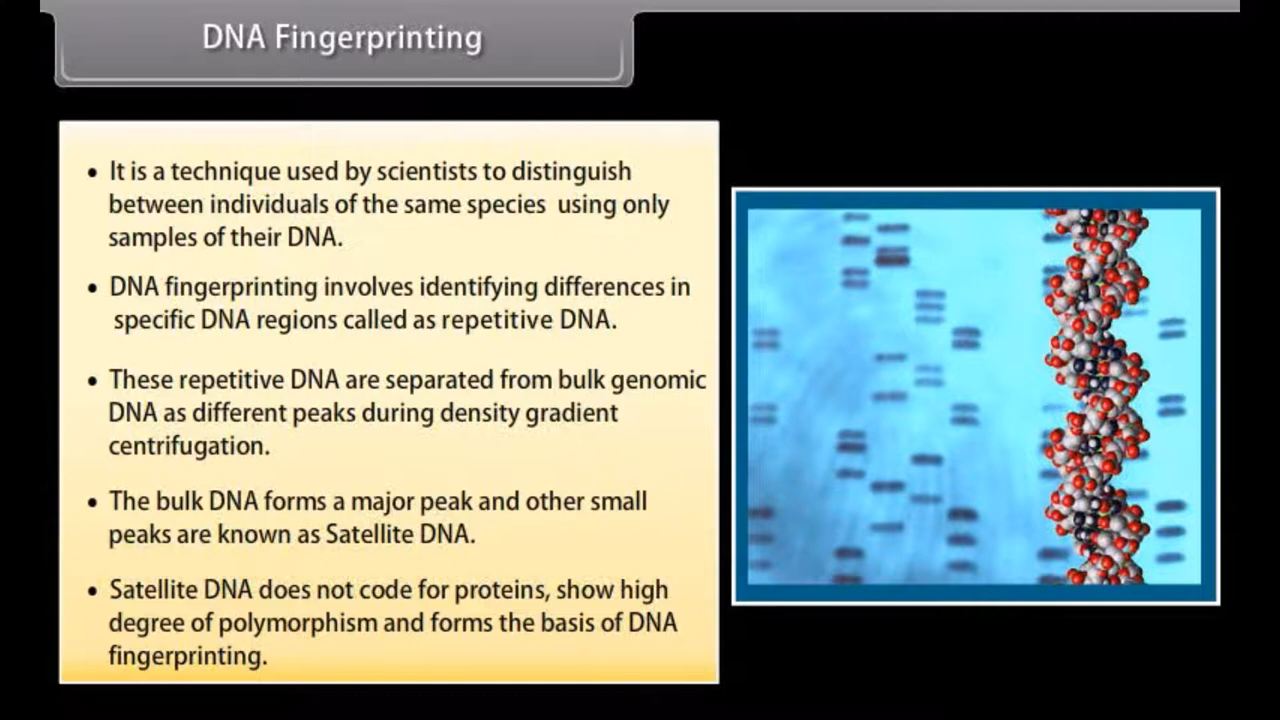 DNA Fingerprinting
• It is a technique used by scientists to distinguish
between individuals of the same species using only
samples of their DNA.
• DNA fingerprinting involves identifying differences in
specific DNA regions called as repetitive DNA.
• These repetitive DNA are separated from bulk genomic
DNA as different peaks during density gradient
centrifugation.
• The bulk DNA forms a major peak and other small
peaks are known as Satellite DNA.
• Satellite DNA does not code for proteins, show high
degree of polymorphism and forms the basis of DNA
fingerprinting.